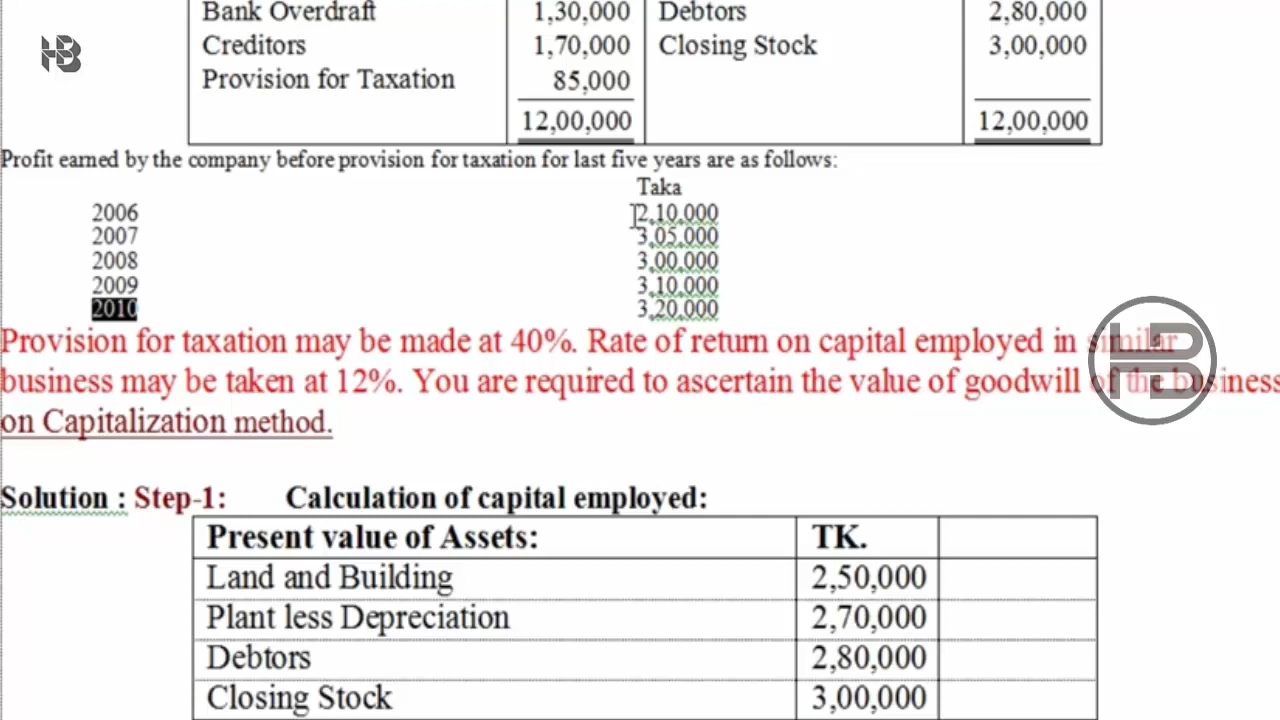 HB
Bank Overdraft 1,30,000 Debtors 2,80,000
Creditors 1,70,000 Closing Stock 3,00,000
Provision for Taxation 85,000
12,00,000 12,00,000
Profit earned by the company before provision for taxation for last five years are as follows:
Taka
2006 2,10,000
2007 3,05,000
2008 3,00,000
2009 3,10,000
2010 3,20,000
Provision for taxation may be made at 40%. Rate of return on capital employed in similar
business may be taken at 12%. You are required to ascertain the value of goodwill of the business
on Capitalization method.
Solution : Step-1: Calculation of capital employed:
Present value of Assets: TK.
Land and Building 2,50,000
Plant less Depreciation 2,70,000
Debtors 2,80,000
Closing Stock 3,00,000